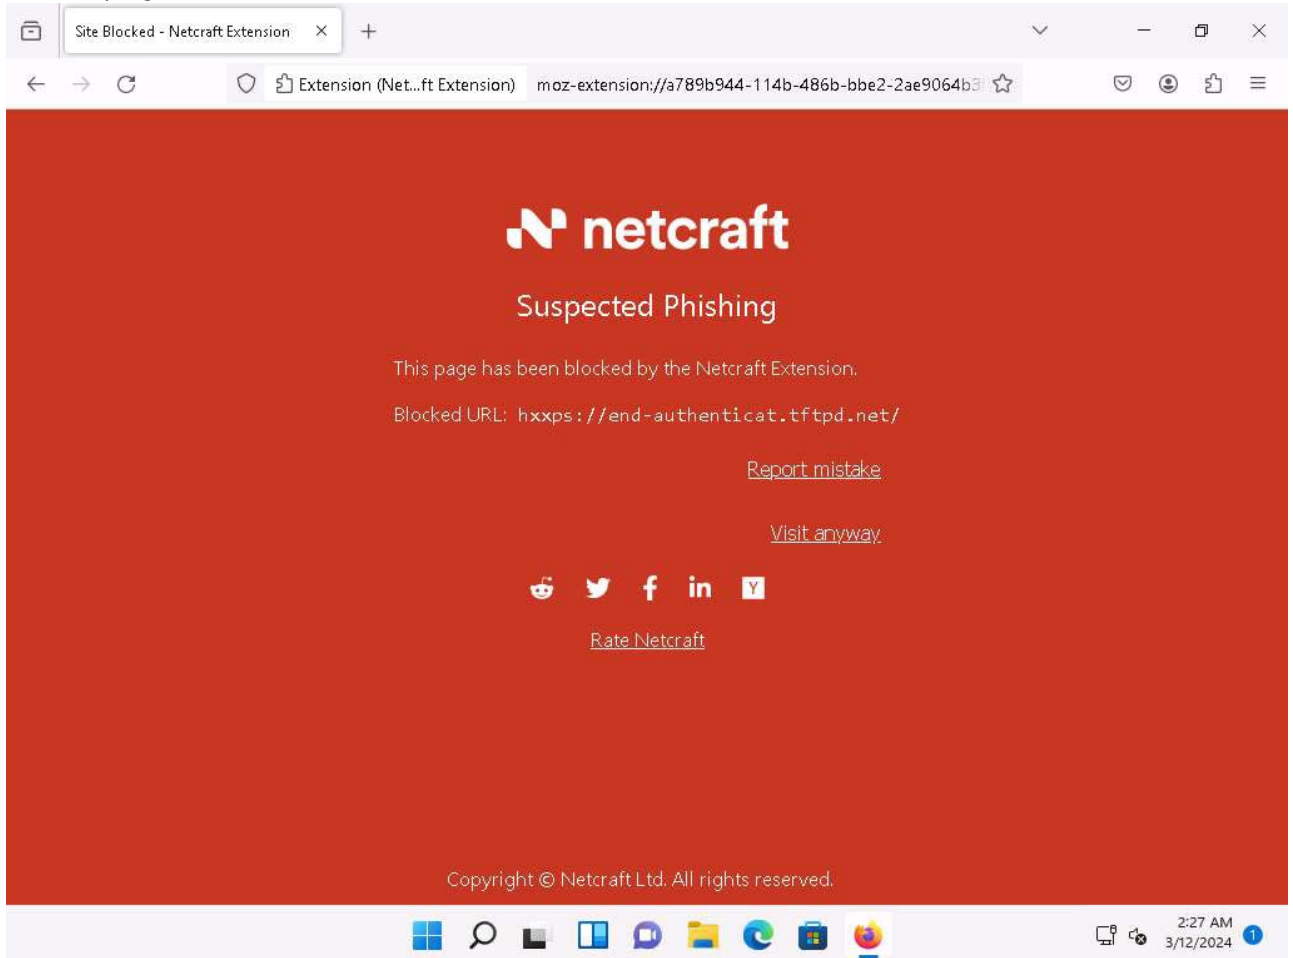 Site Blocked - Netcraft Extension
Extension (Net...ft Extension) moz-extension://a789b944-114b-486b-bbe2-2ae9064b3
netcraft
Suspected Phishing
This page has been blocked by the Netcraft Extension.
Blocked URL: hxxps://end-authenticat.tftpd.net/
Report mistake
Visit anyway
f in Y
Rate Netcraft
Copyright © Netcraft Ltd. All rights reserved.
2:27 AM
3/12/2024 1